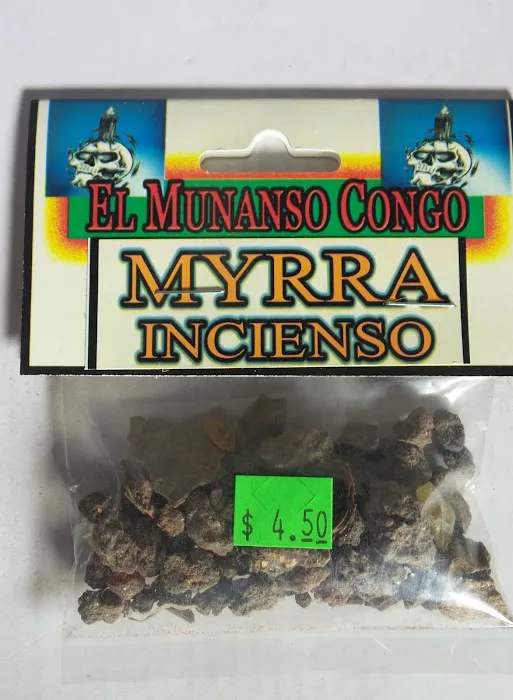 EL MUNANSO CONGO
MYRRA
INCIENSO
$ 4.50